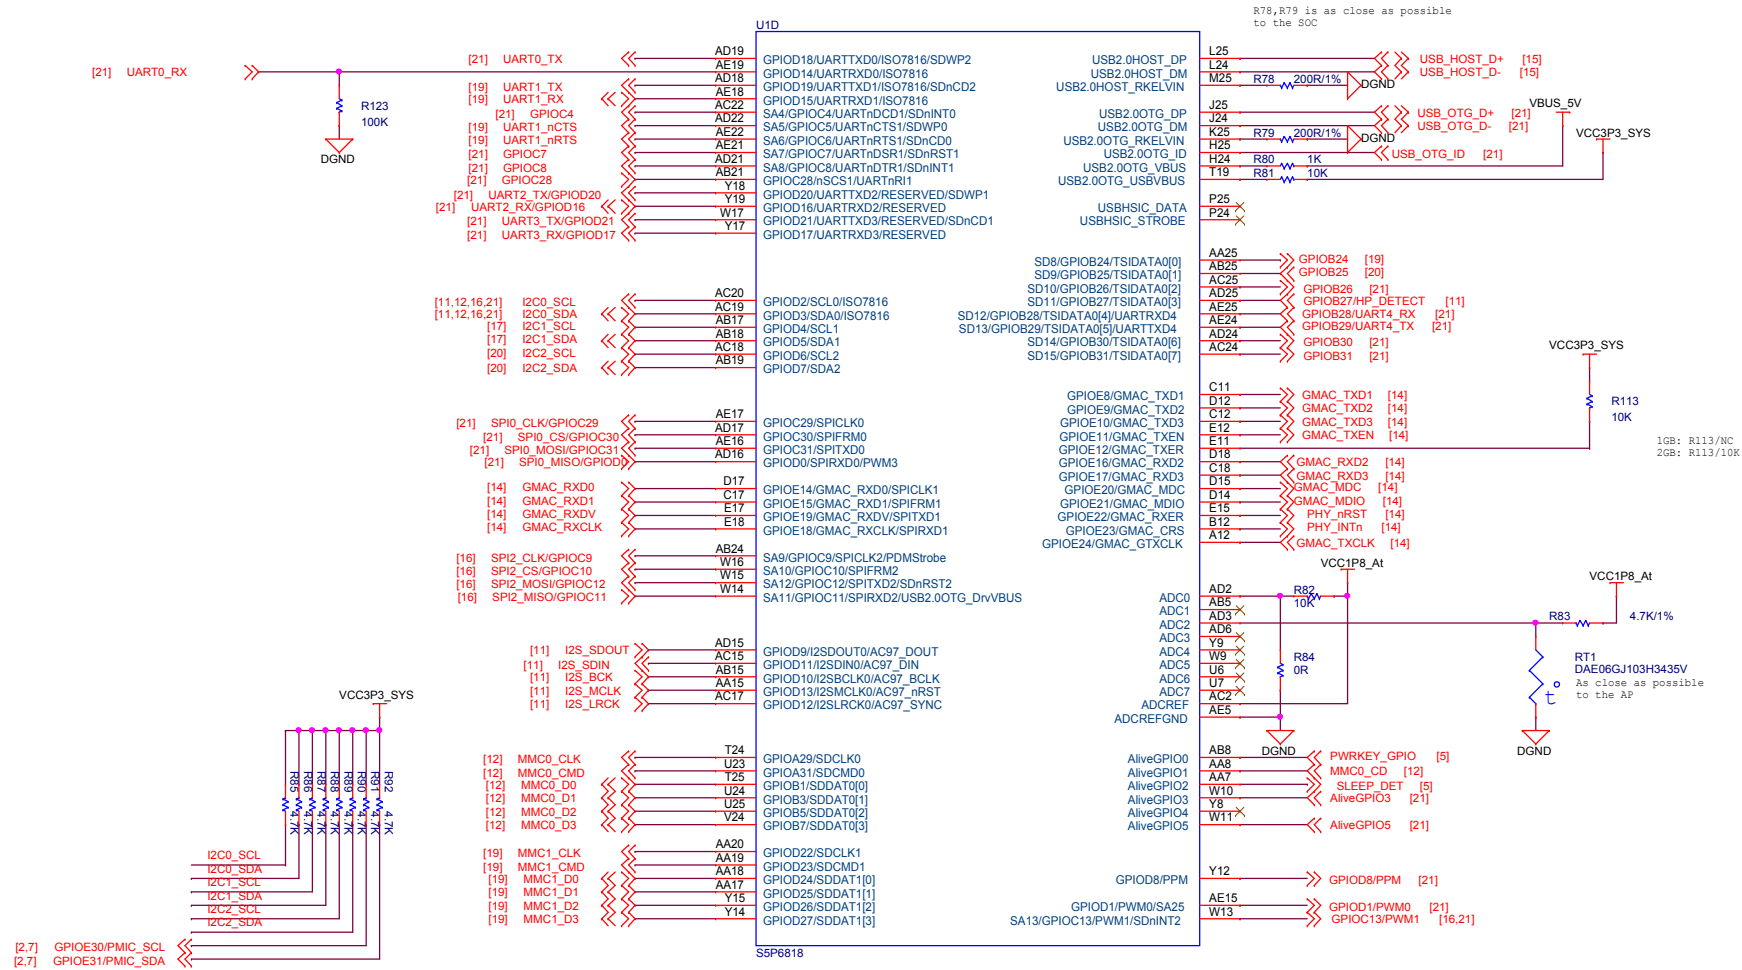 R78,R79 is as close as possible
to the SOC
U1D
[21] UART0_RX
R123
100K
DGND
[21] UART0_TX AD19 GPIOD18/UARTTXD0/ISO7816/SDWP2
AE19 GPIOD14/UARTRXD0/ISO7816
[19] UART1_TX AD18 GPIOD19/UARTTXD1/ISO7816/SDnCD2
[19] UART1_RX AE18 GPIOD15/UARTRXD1/ISO7816
[21] GPIOC4 AC22 SA4/GPIOC4/UARTnDCD1/SDnINT0
[19] UART1_nCTS AD22 SA5/GPIOC5/UARTnCTS1/SDWP0
[19] UART1_nRTS AE22 SA6/GPIOC6/UARTnRTS1/SDnCD0
[21] GPIOC7 AE21 SA7/GPIOC7/UARTnDSR1/SDnRST1
[21] GPIOC8 AD21 SA8/GPIOC8/UARTnDTR1/SDnINT1
[21] GPIOC28 AB21 GPIOC28/nSCS1/UARTnRI1
[21] UART2_TX/GPIOD20 Y18 GPIOD20/UARTTXD2/RESERVED/SDWP1
[21] UART2_RX/GPIOD16 Y19 GPIOD16/UARTRXD2/RESERVED
[21] UART3_TX/GPIOD21 W17 GPIOD21/UARTTXD3/RESERVED/SDnCD1
[21] UART3_RX/GPIOD17 Y17 GPIOD17/UARTRXD3/RESERVED
[11,12,16,21] I2C0_SCL AC20 GPIOD2/SCL0/ISO7816
[11,12,16,21] I2C0_SDA AC19 GPIOD3/SDA0/ISO7816
[17] I2C1_SCL AB17 GPIOD4/SCL1
[17] I2C1_SDA AB18 GPIOD5/SDA1
[20] I2C2_SCL AC18 GPIOD6/SCL2
[20] I2C2_SDA AB19 GPIOD7/SDA2
[21] SPI0_CLK/GPIOC29 AE17 GPIOC29/SPICLK0
[21] SPI0_CS/GPIOC30 AD17 GPIOC30/SPIFRM0
[21] SPI0_MOSI/GPIOC31 AE16 GPIOC31/SPITXD0
[21] SPI0_MISO/GPIOD0 AD16 GPIOD0/SPIRXD0/PWM3
[14] GMAC_RXD0 D17 GPIOE14/GMAC_RXD0/SPICLK1
[14] GMAC_RXD1 C17 GPIOE15/GMAC_RXD1/SPIFRM1
[14] GMAC_RXDV E17 GPIOE19/GMAC_RXDV/SPITXD1
[14] GMAC_RXCLK E18 GPIOE18/GMAC_RXCLK/SPIRXD1
[16] SPI2_CLK/GPIOC9 AB24 SA9/GPIOC9/SPICLK2/PDMStrobe
[16] SPI2_CS/GPIOC10 W16 SA10/GPIOC10/SPIFRM2
[16] SPI2_MOSI/GPIOC12 W15 SA12/GPIOC12/SPITXD2/SDnRST2
[16] SPI2_MISO/GPIOC11 W14 SA11/GPIOC11/SPIRXD2/USB2.0OTG_DrvVBUS
[11] I2S_SDOUT AD15 GPIOD9/I2SDOUT0/AC97_DOUT
[11] I2S_SDIN AC15 GPIOD11/I2SDIN0/AC97_DIN
[11] I2S_BCK AB15 GPIOD10/I2SBCLK0/AC97_BCLK
[11] I2S_MCLK AA15 GPIOD13/I2SMCLK0/AC97_nRST
[11] I2S_LRCK AC17 GPIOD12/I2SLRCK0/AC97_SYNC
[12] MMC0_CLK T24 GPIOA29/SDCLK0
[12] MMC0_CMD U23 GPIOA31/SDCMD0
[12] MMC0_D0 T25 GPIOB1/SDDAT0[0]
[12] MMC0_D1 U24 GPIOB3/SDDAT0[1]
[12] MMC0_D2 U25 GPIOB5/SDDAT0[2]
[12] MMC0_D3 V24 GPIOB7/SDDAT0[3]
[19] MMC1_CLK AA20 GPIOD22/SDCLK1
[19] MMC1_CMD AA19 GPIOD23/SDCMD1
[19] MMC1_D0 AA18 GPIOD24/SDDAT1[0]
[19] MMC1_D1 AA17 GPIOD25/SDDAT1[1]
[19] MMC1_D2 Y15 GPIOD26/SDDAT1[2]
[19] MMC1_D3 Y14 GPIOD27/SDDAT1[3]
S5P6818
VCC3P3_SYS
R85 4.7K
R86 4.7K
R87 4.7K
R88 4.7K
R89 4.7K
R90 4.7K
R91 4.7K
R92 4.7K
I2C0_SCL
I2C0_SDA
I2C1_SCL
I2C1_SDA
I2C2_SCL
I2C2_SDA
[2,7] GPIOE30/PMIC_SCL
[2,7] GPIOE31/PMIC_SDA
USB2.0HOST_DP L25 USB_HOST_D+ [15]
USB2.0HOST_DM L24 USB_HOST_D- [15]
USB2.0HOST_RKELVIN M25 R78 200R/1% DGND
VBUS_5V
USB2.0OTG_DP J25 USB_OTG_D+ [21]
USB2.0OTG_DM J24 USB_OTG_D- [21]
VCC3P3_SYS
USB2.0OTG_RKELVIN K25 R79 200R/1% DGND
USB2.0OTG_ID H25 USB_OTG_ID [21]
USB2.0OTG_VBUS H24 R80 1K
USB2.0OTG_USBVBUS T19 R81 10K
USBHSIC_DATA P25
USBHSIC_STROBE P24
SD8/GPIOB24/TSIDATA0[0] AA25 GPIOB24 [19]
SD9/GPIOB25/TSIDATA0[1] AB25 GPIOB25 [20]
SD10/GPIOB26/TSIDATA0[2] AC25 GPIOB26 [21]
SD11/GPIOB27/TSIDATA0[3] AD25 GPIOB27/HP_DETECT [11]
SD12/GPIOB28/TSIDATA0[4]/UARTRXD4 AE25 GPIOB28/UART4_RX [21]
SD13/GPIOB29/TSIDATA0[5]/UARTTXD4 AE24 GPIOB29/UART4_TX [21]
SD14/GPIOB30/TSIDATA0[6] AD24 GPIOB30 [21]
SD15/GPIOB31/TSIDATA0[7] AC24 GPIOB31 [21]
VCC3P3_SYS
R113
10K
1GB: R113/NC
2GB: R113/10K
GPIOE8/GMAC_TXD1 C11 GMAC_TXD1 [14]
GPIOE9/GMAC_TXD2 D12 GMAC_TXD2 [14]
GPIOE10/GMAC_TXD3 C12 GMAC_TXD3 [14]
GPIOE11/GMAC_TXEN E12 GMAC_TXEN [14]
GPIOE12/GMAC_TXER E11
GPIOE16/GMAC_RXD2 D18 GMAC_RXD2 [14]
GPIOE17/GMAC_RXD3 C18 GMAC_RXD3 [14]
GPIOE20/GMAC_MDC D15 GMAC_MDC [14]
GPIOE21/GMAC_MDIO D14 GMAC_MDIO [14]
GPIOE22/GMAC_RXER E15 PHY_nRST [14]
GPIOE23/GMAC_CRS B12 PHY_INTn [14]
GPIOE24/GMAC_GTXCLK A12 GMAC_TXCLK [14]
VCC1P8_At
VCC1P8_At
ADC0 AD2 R82
10K
ADC1 AB5
ADC2 AD3 R83 4.7K/1%
ADC3 AD6
ADC4 Y9
ADC5 W9
ADC6 U6
ADC7 U7
ADCREF AC2
ADCREFGND AE5
R84
0R
DGND
RT1
DAE06GJ103H3435V
As close as possible
to the AP
t°
DGND
AliveGPIO0 AB8 PWRKEY_GPIO [5]
AliveGPIO1 AA8 MMC0_CD [12]
AliveGPIO2 AA7 SLEEP_DET [5]
AliveGPIO3 W10 AliveGPIO3 [21]
AliveGPIO4 Y8
AliveGPIO5 W11 AliveGPIO5 [21]
GPIOD8/PPM Y12 GPIOD8/PPM [21]
GPIOD1/PWM0/SA25 AE15 GPIOD1/PWM0 [21]
SA13/GPIOC13/PWM1/SDnINT2 W13 GPIOC13/PWM1 [16,21]